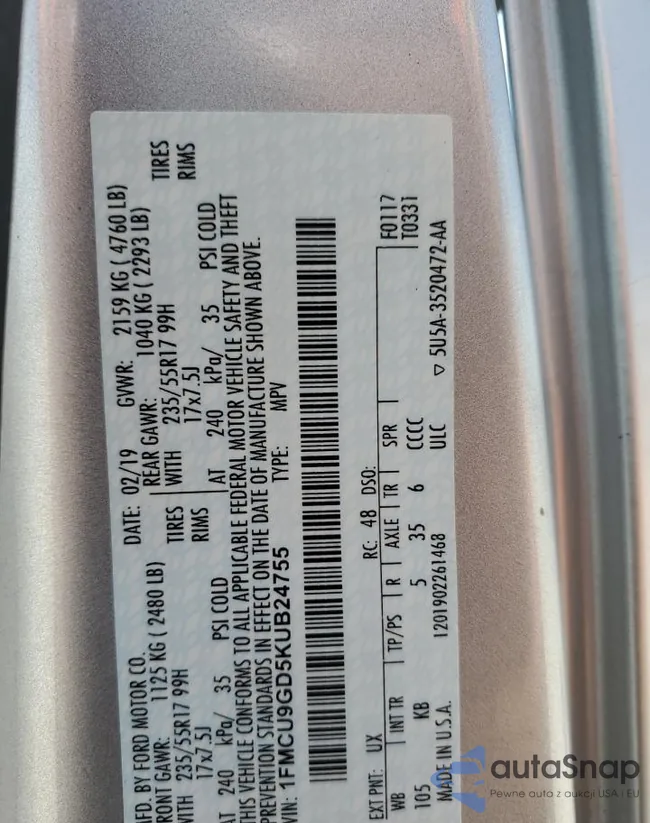 MFD. BY FORD MOTOR CO.
DATE: 02/19 GVWR: 2159 KG ( 4760 LB)
FRONT GAWR: 1125 KG ( 2480 LB)
REAR GAWR: 1040 KG ( 2293 LB)
WITH 235/55R17 99H TIRES
WITH 235/55R17 99H TIRES
17x7.5J RIMS
17x7.5J RIMS
AT 240 kPa/ 35 PSI COLD
AT 240 kPa/ 35 PSI COLD
THIS VEHICLE CONFORMS TO ALL APPLICABLE FEDERAL MOTOR VEHICLE SAFETY AND THEFT
PREVENTION STANDARDS IN EFFECT ON THE DATE OF MANUFACTURE SHOWN ABOVE.
VIN: 1FMCU9GD5KUB24755 TYPE: MPV
EXT PNT: UX RC: 48 DSO: F0117
T0331
WB INT TR TP/PS R AXLE TR SPR
105 KB 5 35 6 CCCC
MADE IN U.S.A. 1201902261468 ULC ▽ 5U5A-3520472-AA
autaSnap
Pewne auta z aukcji USA i EU